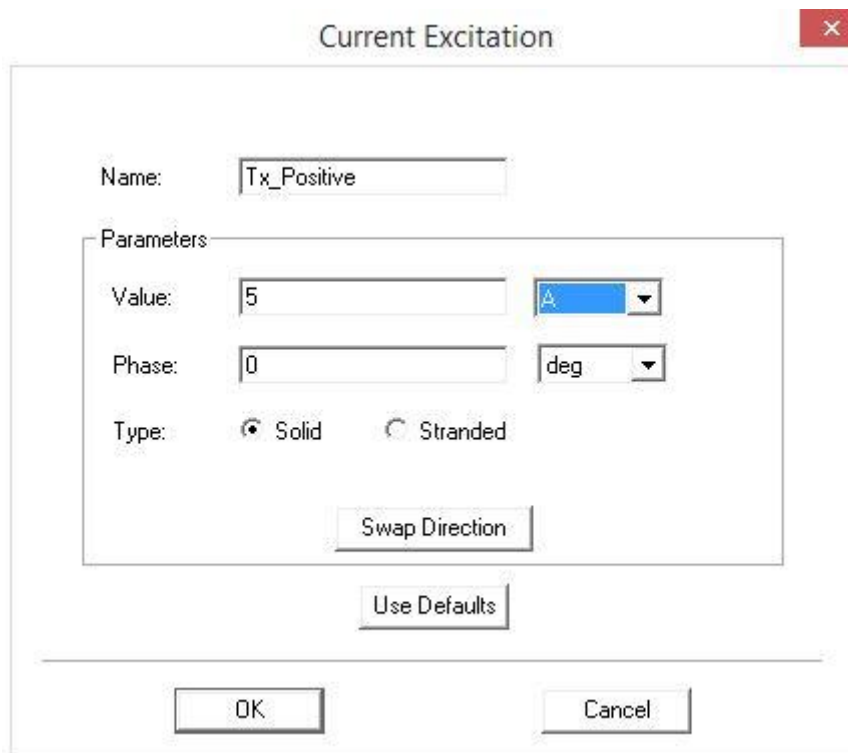 Current Excitation
Name: Tx_Positive
Parameters
Value: 5 A
Phase: 0 deg
Type: Solid Stranded
Swap Direction
Use Defaults
OK Cancel